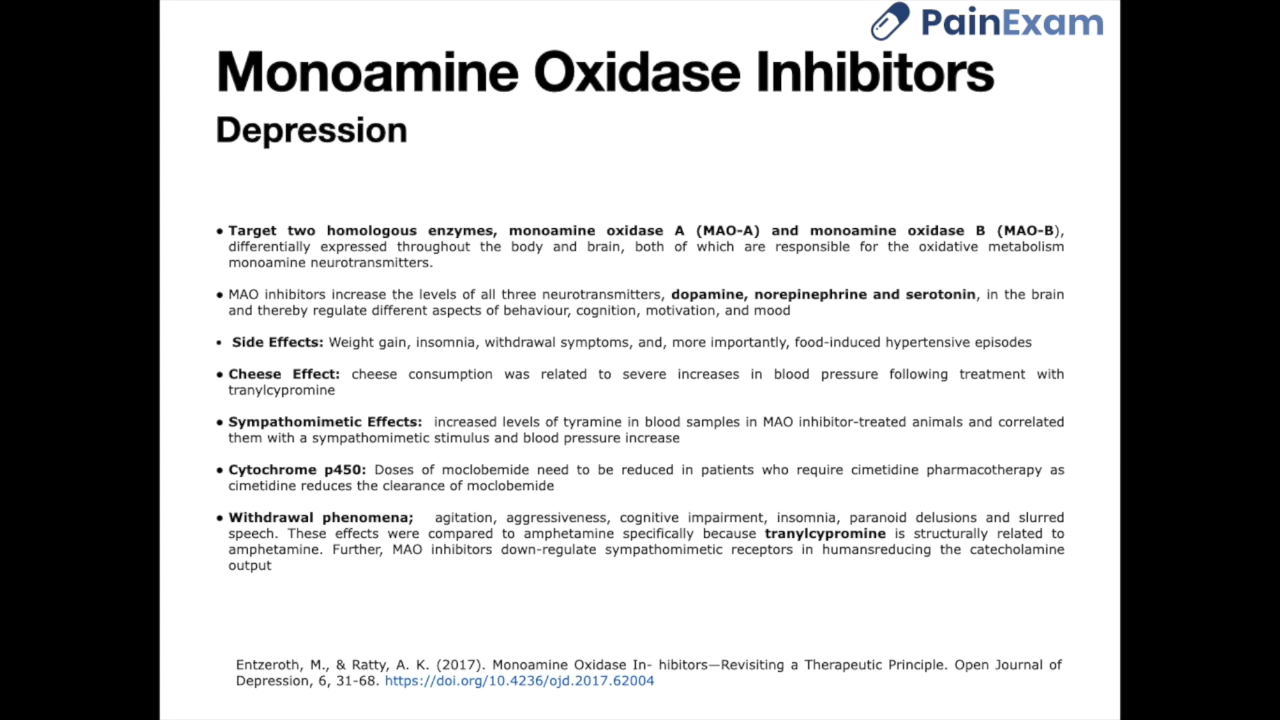 PainExam
Monoamine Oxidase Inhibitors
Depression
• Target two homologous enzymes, monoamine oxidase A (MAO-A) and monoamine oxidase B (MAO-B),
differentially expressed throughout the body and brain, both of which are responsible for the oxidative metabolism
monoamine neurotransmitters.
• MAO inhibitors increase the levels of all three neurotransmitters, dopamine, norepinephrine and serotonin, in the brain
and thereby regulate different aspects of behaviour, cognition, motivation, and mood
• Side Effects: Weight gain, insomnia, withdrawal symptoms, and, more importantly, food-induced hypertensive episodes
• Cheese Effect: cheese consumption was related to severe increases in blood pressure following treatment with
tranylcypromine
• Sympathomimetic Effects: increased levels of tyramine in blood samples in MAO inhibitor-treated animals and correlated
them with a sympathomimetic stimulus and blood pressure increase
• Cytochrome p450: Doses of moclobemide need to be reduced in patients who require cimetidine pharmacotherapy as
cimetidine reduces the clearance of moclobemide
• Withdrawal phenomena; agitation, aggressiveness, cognitive impairment, insomnia, paranoid delusions and slurred
speech. These effects were compared to amphetamine specifically because tranylcypromine is structurally related to
amphetamine. Further, MAO inhibitors down-regulate sympathomimetic receptors in humansreducing the catecholamine
output
Entzeroth, M., & Ratty, A. K. (2017). Monoamine Oxidase In- hibitors—Revisiting a Therapeutic Principle. Open Journal of
Depression, 6, 31-68. https://doi.org/10.4236/ojd.2017.62004